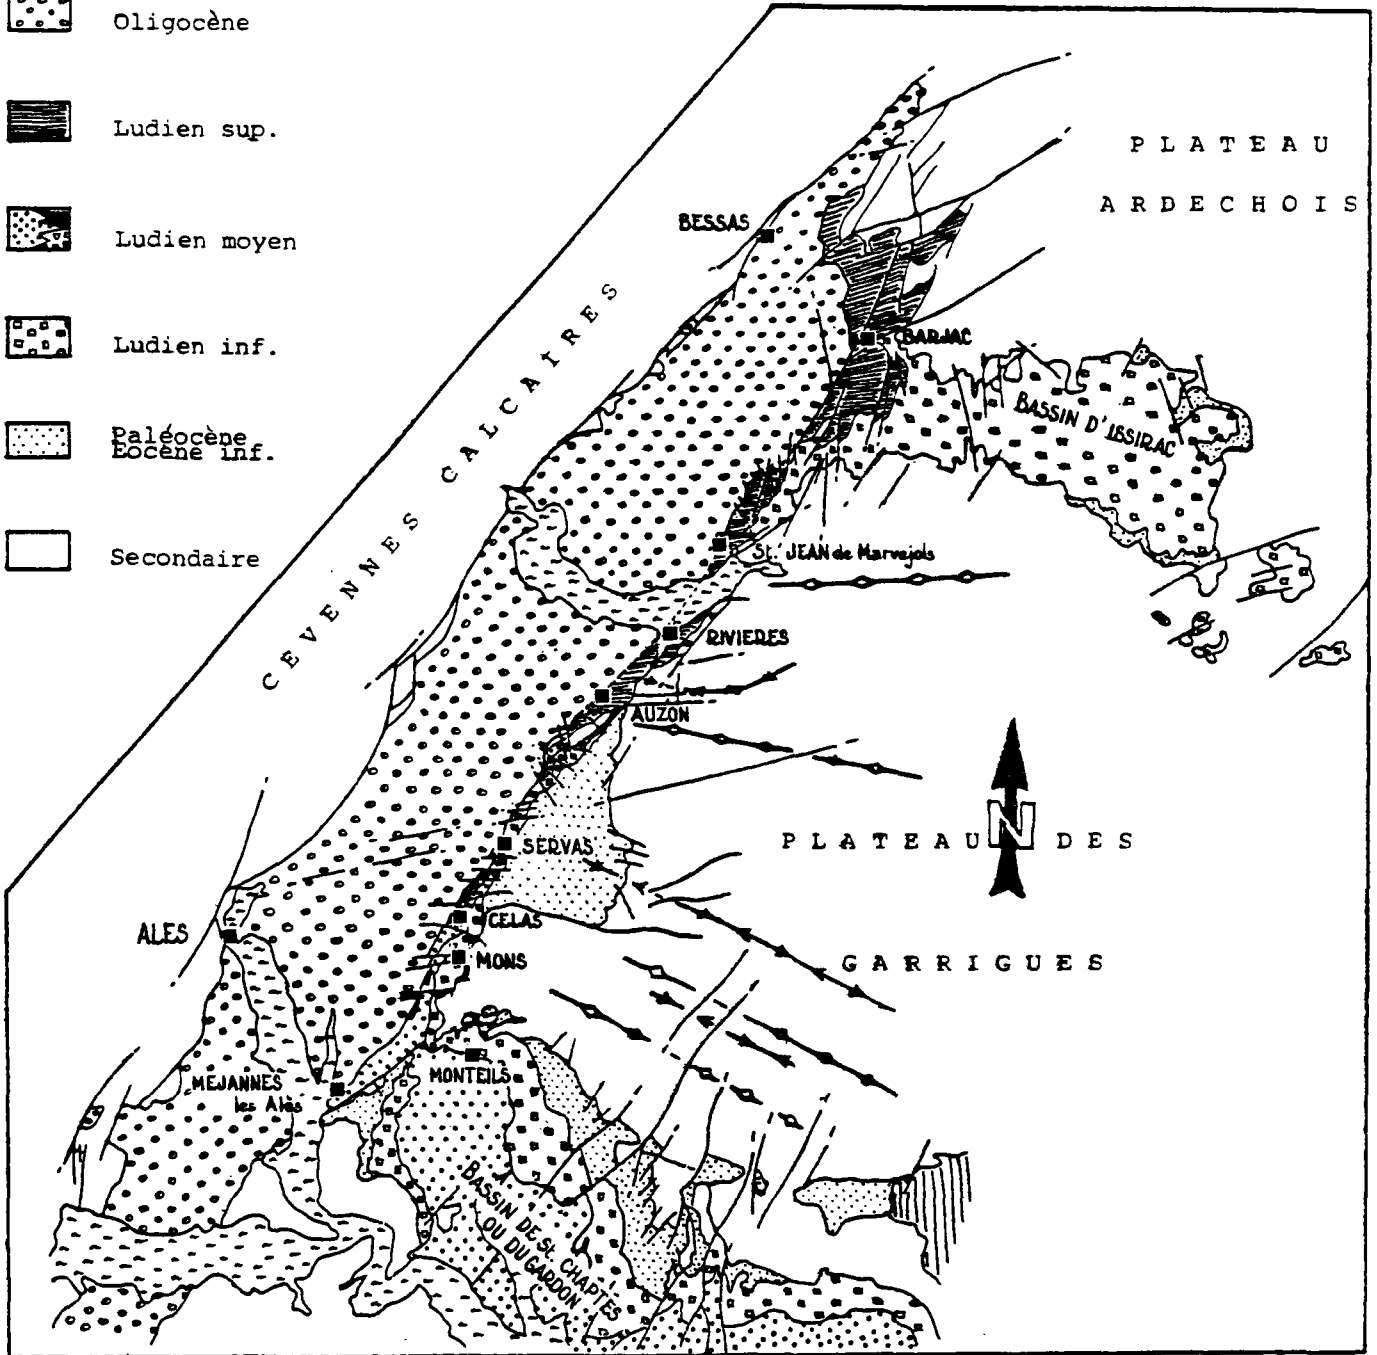 Oligocène
Ludien sup.
Ludien moyen
Ludien inf.
Paléocène
Eocène inf.
Secondaire
PLATEAU
ARDECHOIS
BESSAS
BARJAC
CEVENNES CALCAIRES
BASSIN D'ISSIRAC
St. JEAN de Marvejols
RIVIERES
AUZON
N
PLATEAU DES
SERVAS
CELAS
ALES
MONS
GARRIGUES
MONTEILS
MEJANNES
les Alès
BASSIN DE St. CHAPTES
OU DU GARDON